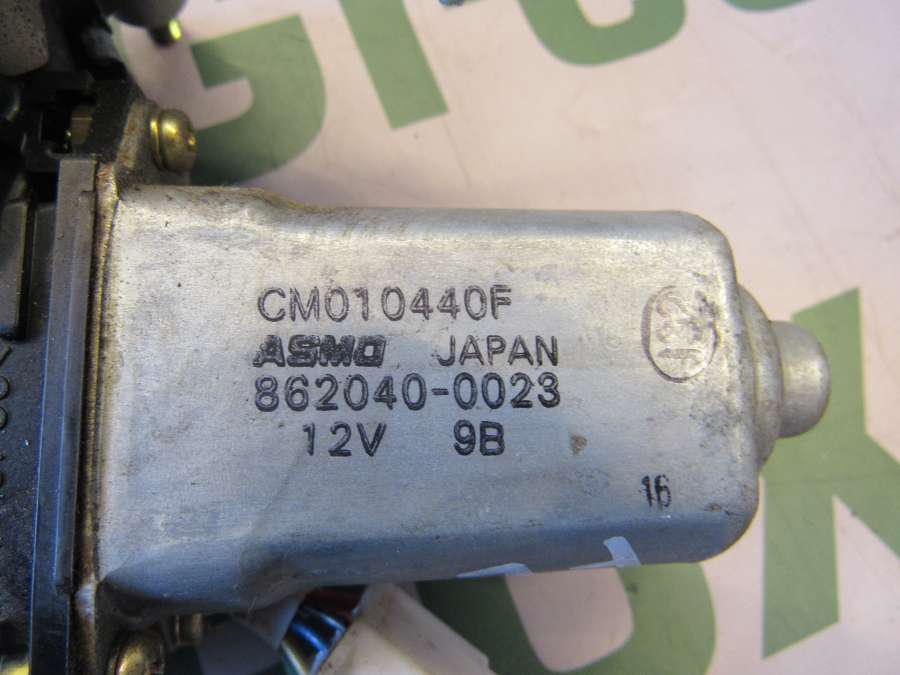 CM010440F
ASMO JAPAN
862040-0023
12V 9B
16